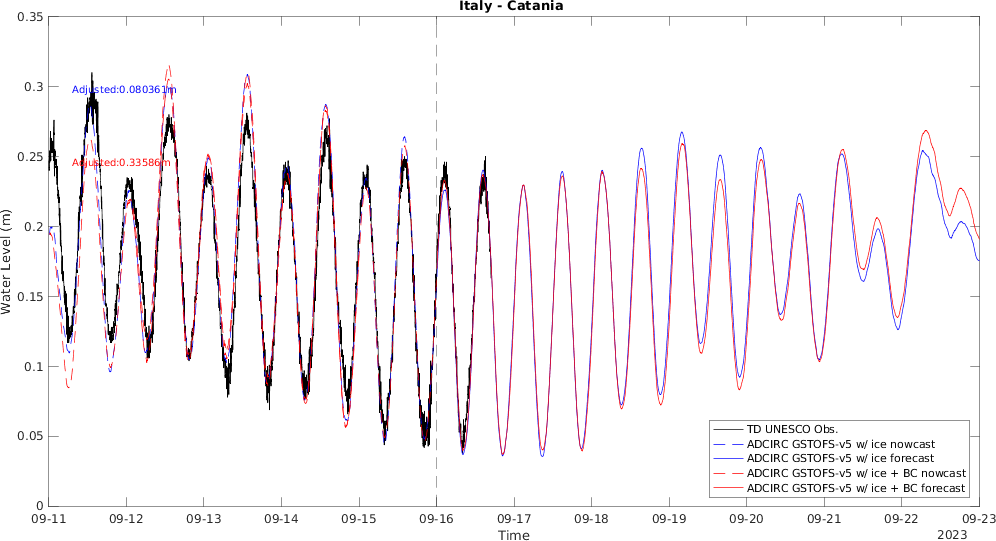 Italy - Catania
0.35
0.3
0.25
0.2
0.15
0.1
0.05
0
Water Level (m)
Adjusted:0.080361m
Adjusted:0.33586m
TD UNESCO Obs.
ADCIRC GSTOFS-v5 w/ ice nowcast
ADCIRC GSTOFS-v5 w/ ice forecast
ADCIRC GSTOFS-v5 w/ ice + BC nowcast
ADCIRC GSTOFS-v5 w/ ice + BC forecast
09-11 09-12 09-13 09-14 09-15 09-16 09-17 09-18 09-19 09-20 09-21 09-22 09-23
Time
2023